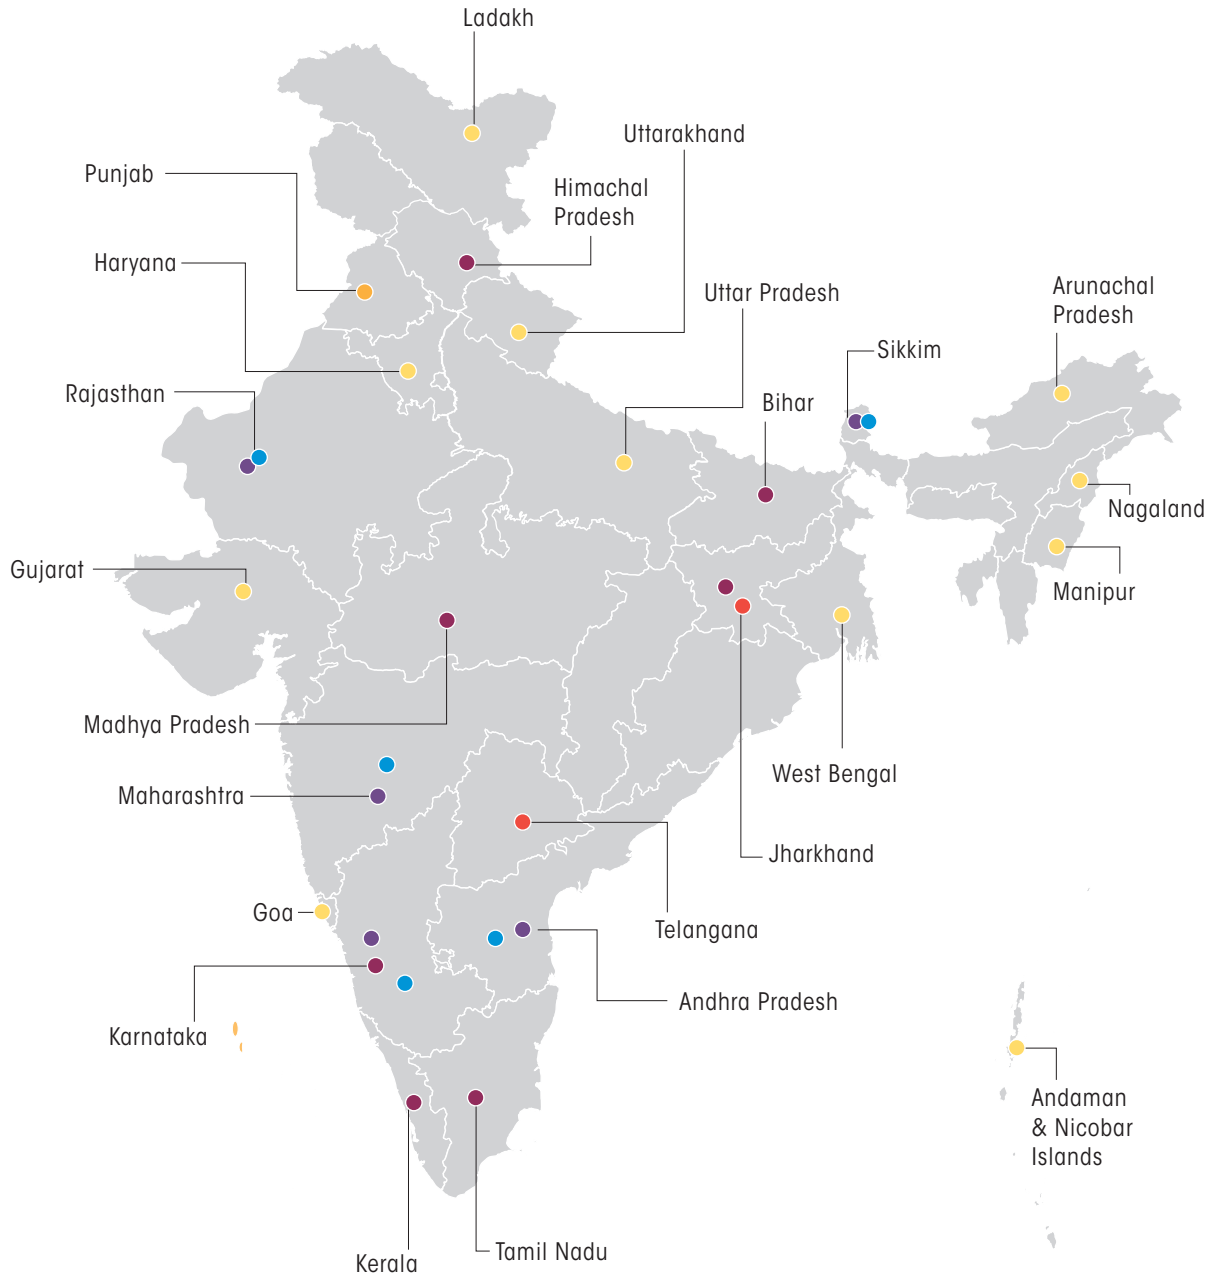 Ladakh
Uttarakhand
Punjab
Himachal
Pradesh
Haryana
Uttar Pradesh
Arunachal
Pradesh
Sikkim
Rajasthan
Bihar
Nagaland
Gujarat
Manipur
Madhya Pradesh
West Bengal
Maharashtra
Jharkhand
Goa
Telangana
Andhra Pradesh
Karnataka
Andaman
& Nicobar
Islands
Tamil Nadu
Kerala